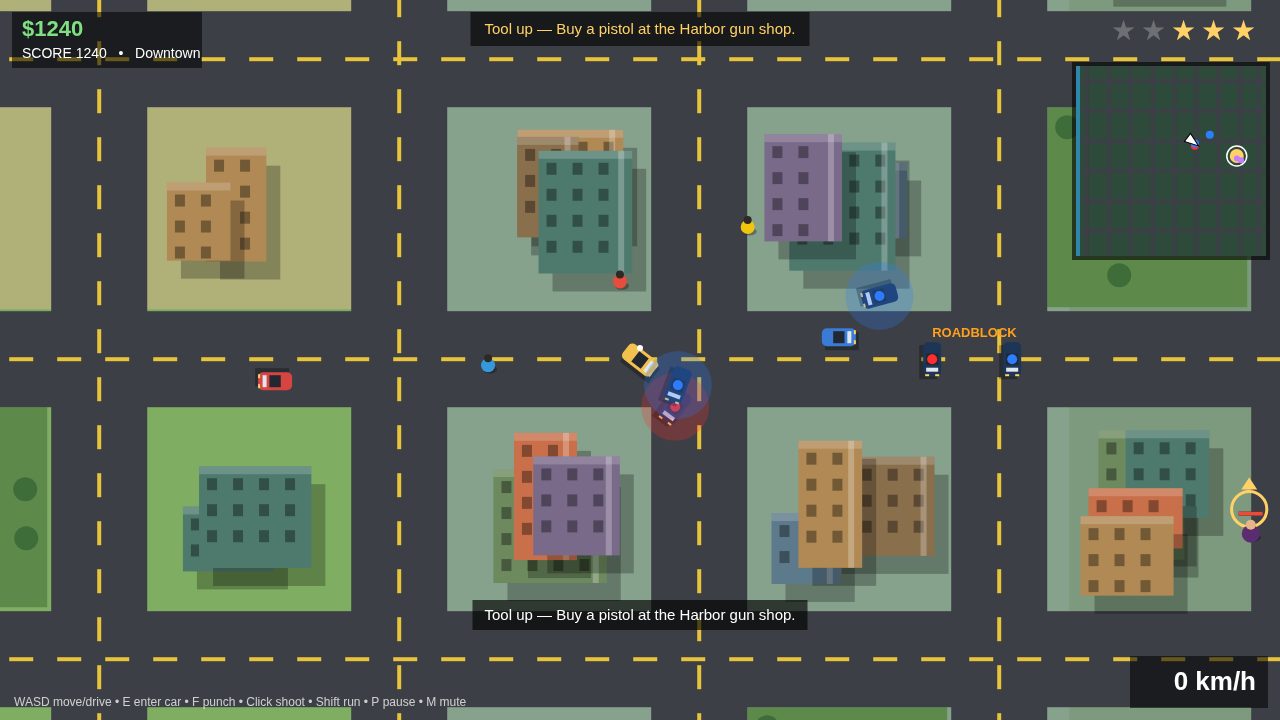 $1240
SCORE 1240 • Downtown
Tool up — Buy a pistol at the Harbor gun shop.
ROADBLOCK
Tool up — Buy a pistol at the Harbor gun shop.
0 km/h
WASD move/drive • E enter car • F punch • Click shoot • Shift run • P pause • M mute